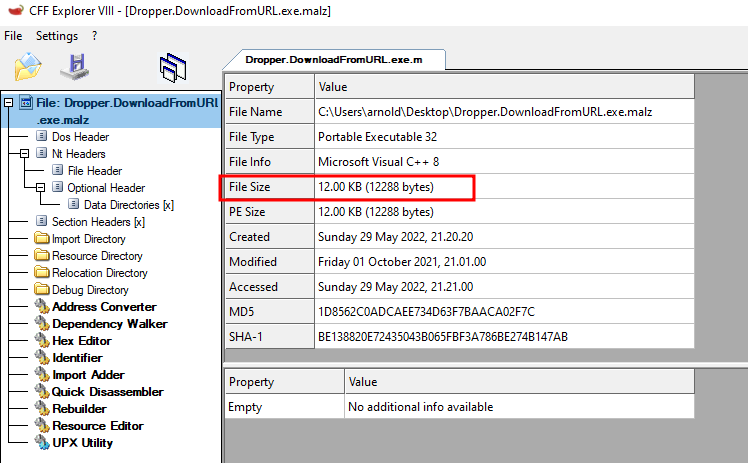 CFF Explorer VIII - [Dropper.DownloadFromURL.exe.malz]
File Settings ?
File: Dropper.DownloadFromURL
.exe.malz
Dos Header
Nt Headers
File Header
Optional Header
Data Directories [x]
Section Headers [x]
Import Directory
Resource Directory
Relocation Directory
Debug Directory
Address Converter
Dependency Walker
Hex Editor
Identifier
Import Adder
Quick Disassembler
Rebuilder
Resource Editor
UPX Utility
Dropper.DownloadFromURL.exe.m
Property Value
File Name C:\Users\arnold\Desktop\Dropper.DownloadFromURL.exe.malz
File Type Portable Executable 32
File Info Microsoft Visual C++ 8
File Size 12.00 KB (12288 bytes)
PE Size 12.00 KB (12288 bytes)
Created Sunday 29 May 2022, 21.20.20
Modified Friday 01 October 2021, 21.01.00
Accessed Sunday 29 May 2022, 21.21.00
MD5 1D8562C0ADCAEE734D63F7BAACA02F7C
SHA-1 BE138820E72435043B065FBF3A786BE274B147AB
Property Value
Empty No additional info available